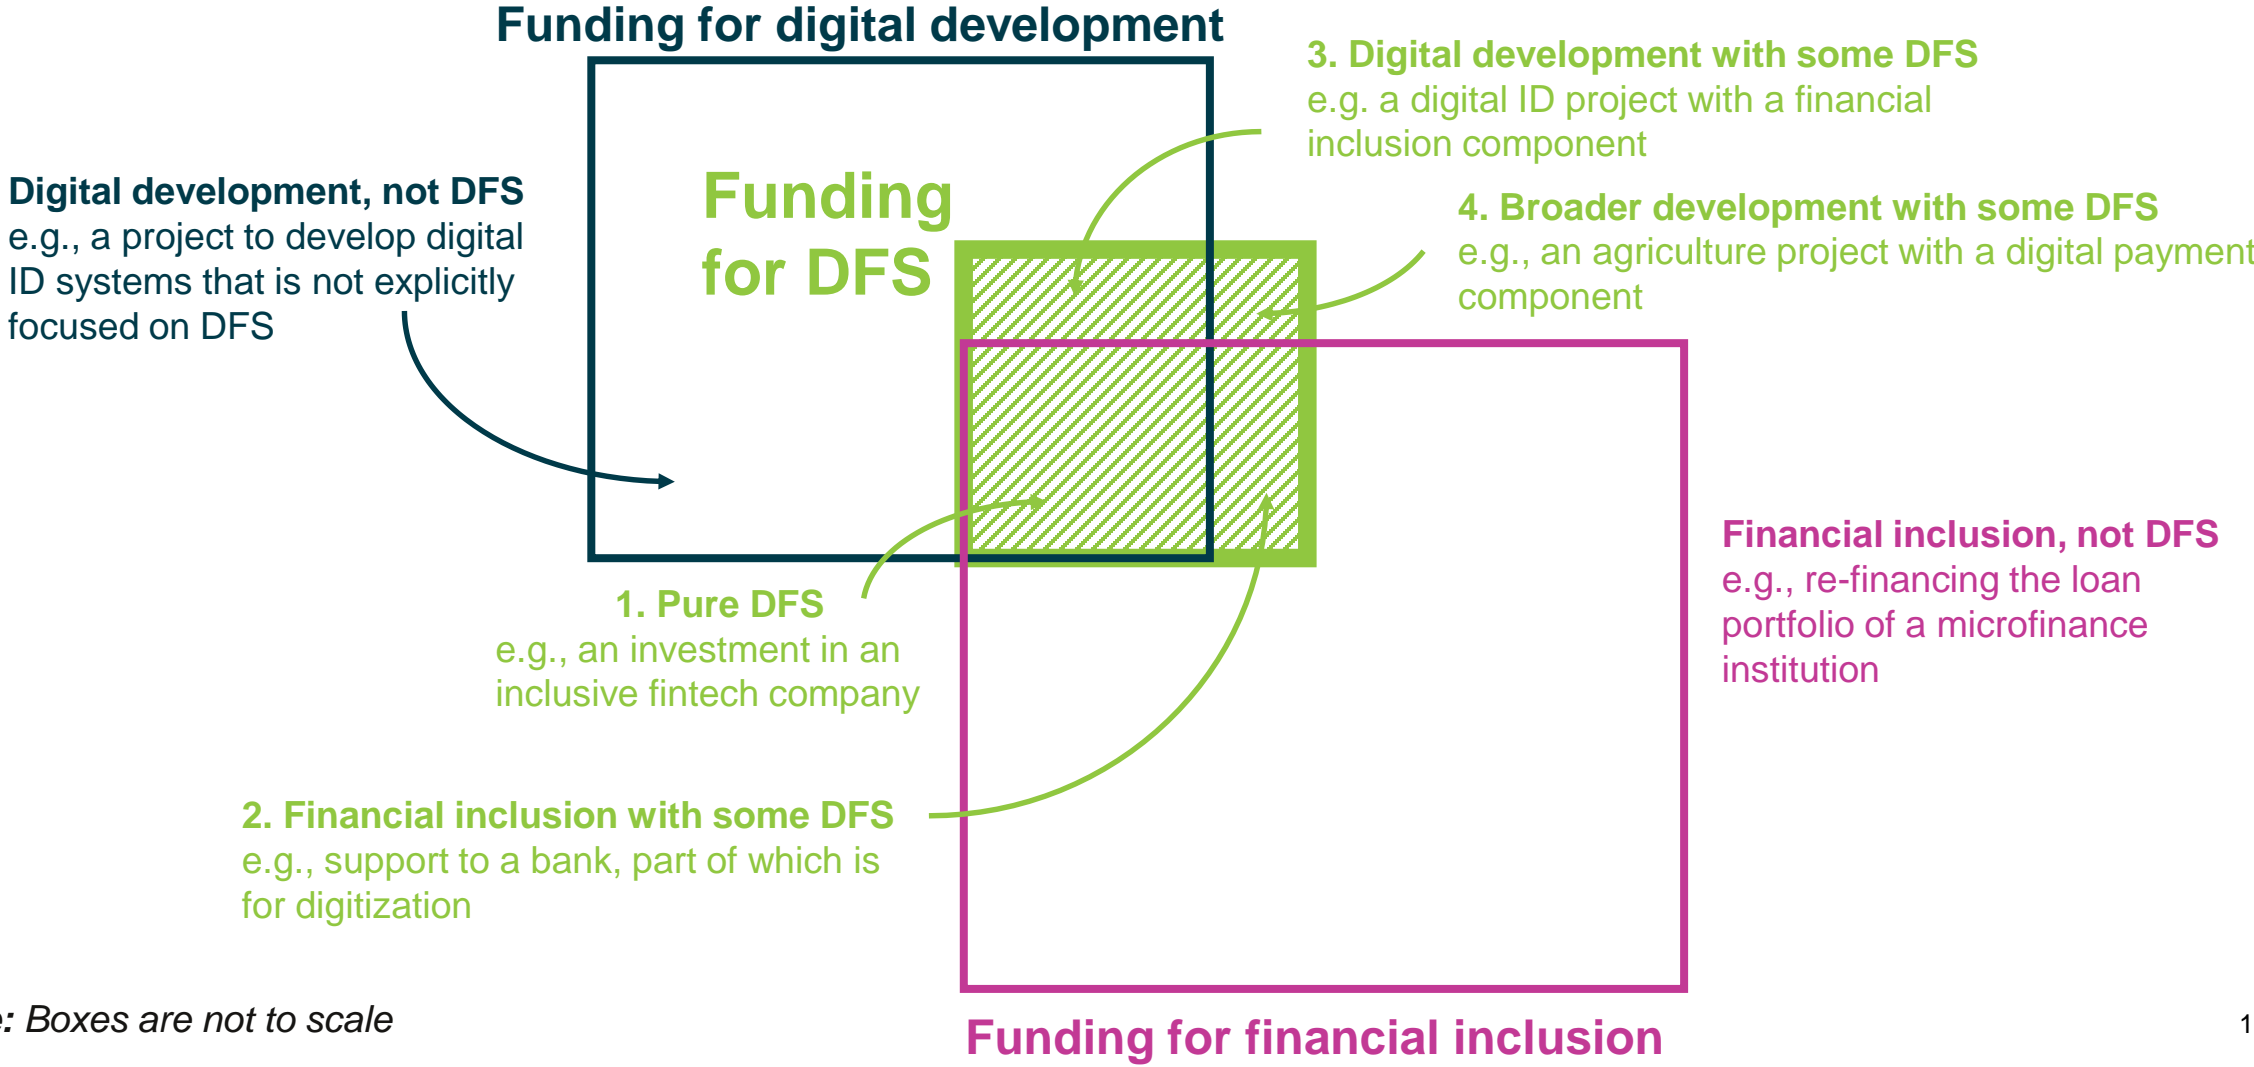 Funding for digital development
3. Digital development with some DFS
e.g. a digital ID project with a financial
inclusion component
Digital development, not DFS
e.g., a project to develop digital
ID systems that is not explicitly
focused on DFS
Funding
for DFS
4. Broader development with some DFS
e.g., an agriculture project with a digital payment
component
Financial inclusion, not DFS
e.g., re-financing the loan
portfolio of a microfinance
institution
1. Pure DFS
e.g., an investment in an
inclusive fintech company
2. Financial inclusion with some DFS
e.g., support to a bank, part of which is
for digitization
Boxes are not to scale
Funding for financial inclusion
1